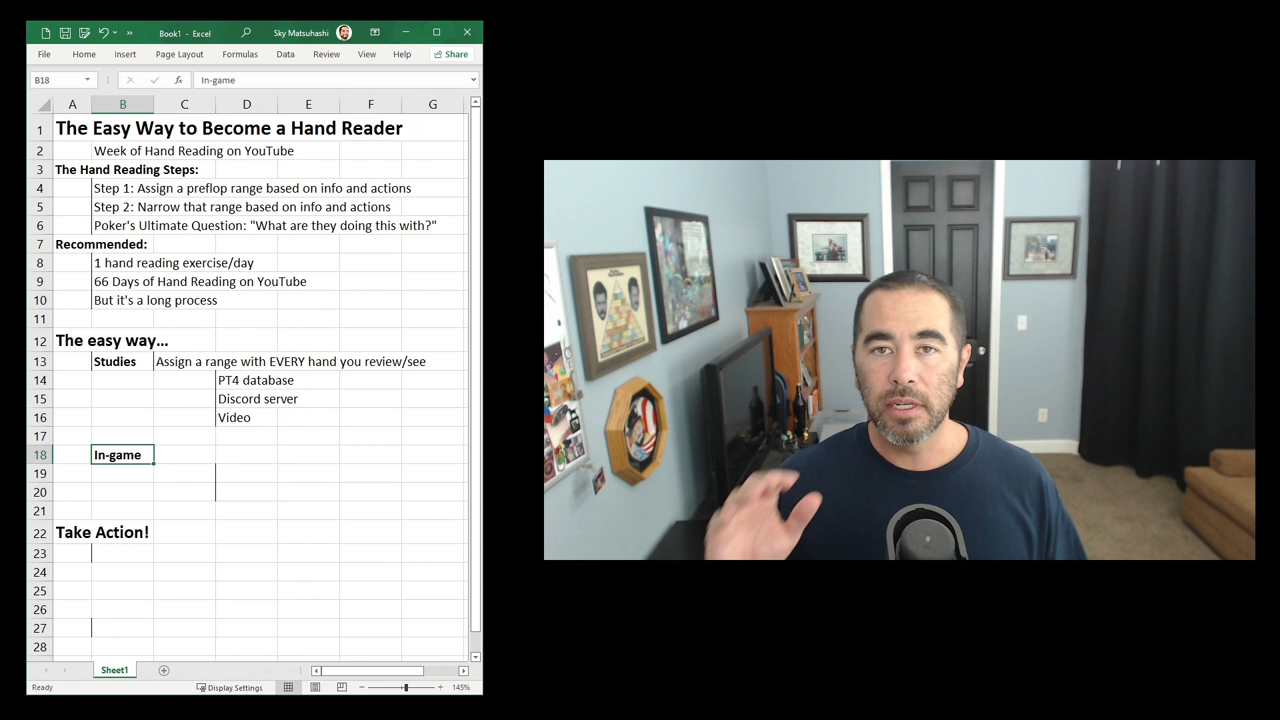 Book1 - Excel
Sky Matsuhashi
File Home Insert Page Layout Formulas Data Review View Help Share
B18 fx In-game
A B C D E F G
1 The Easy Way to Become a Hand Reader
2 Week of Hand Reading on YouTube
3 The Hand Reading Steps:
4 Step 1: Assign a preflop range based on info and actions
5 Step 2: Narrow that range based on info and actions
6 Poker's Ultimate Question: "What are they doing this with?"
7 Recommended:
8 1 hand reading exercise/day
9 66 Days of Hand Reading on YouTube
10 But it's a long process
11
12 The easy way...
13 Studies Assign a range with EVERY hand you review/see
14 PT4 database
15 Discord server
16 Video
17
18 In-game
19
20
21
22 Take Action!
23
24
25
26
27
28
Sheet1
Ready Display Settings 145%